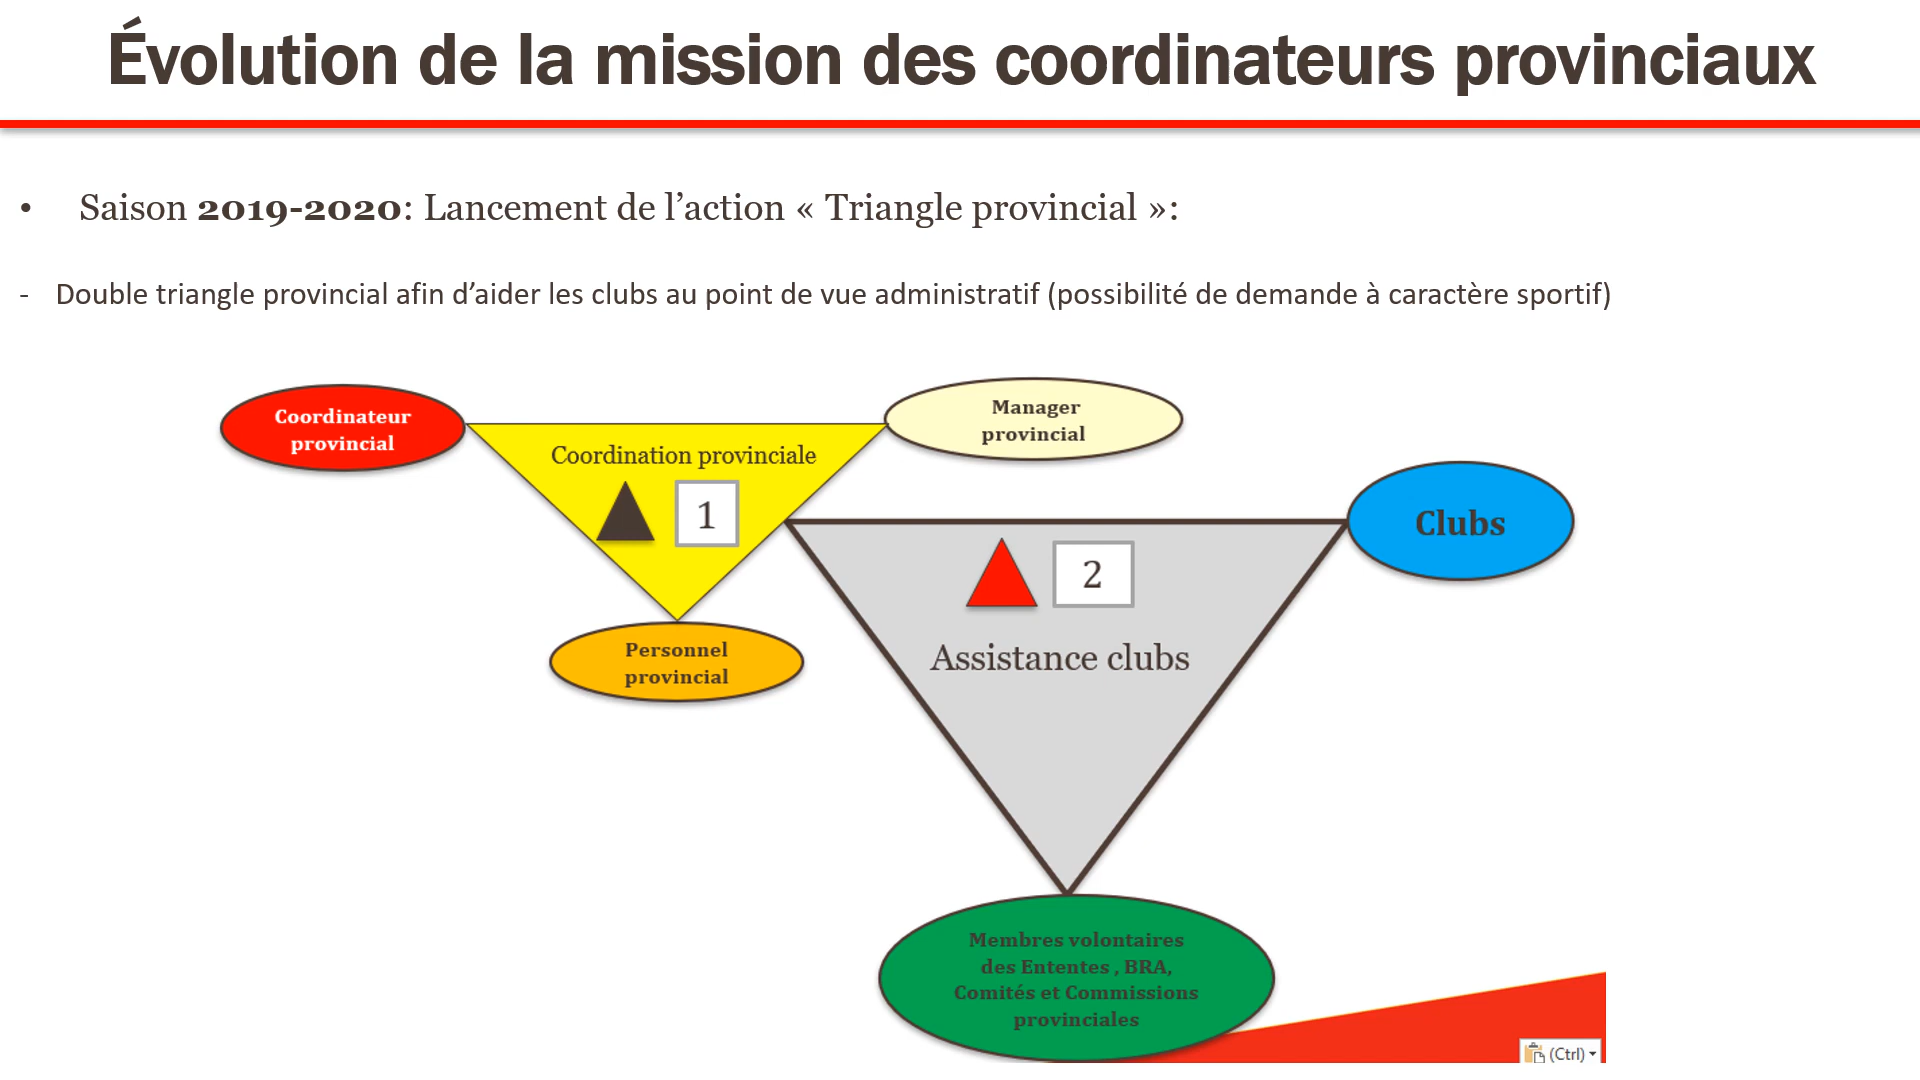 Évolution de la mission des coordinateurs provinciaux
• Saison 2019-2020: Lancement de l’action « Triangle provincial »:
- Double triangle provincial afin d’aider les clubs au point de vue administratif (possibilité de demande à caractère sportif)
Coordinateur
provincial
Manager
provincial
Coordination provinciale
1
Clubs
2
Assistance clubs
Personnel
provincial
Membres volontaires
des Ententes , BRA,
Comités et Commissions
provinciales
(Ctrl)